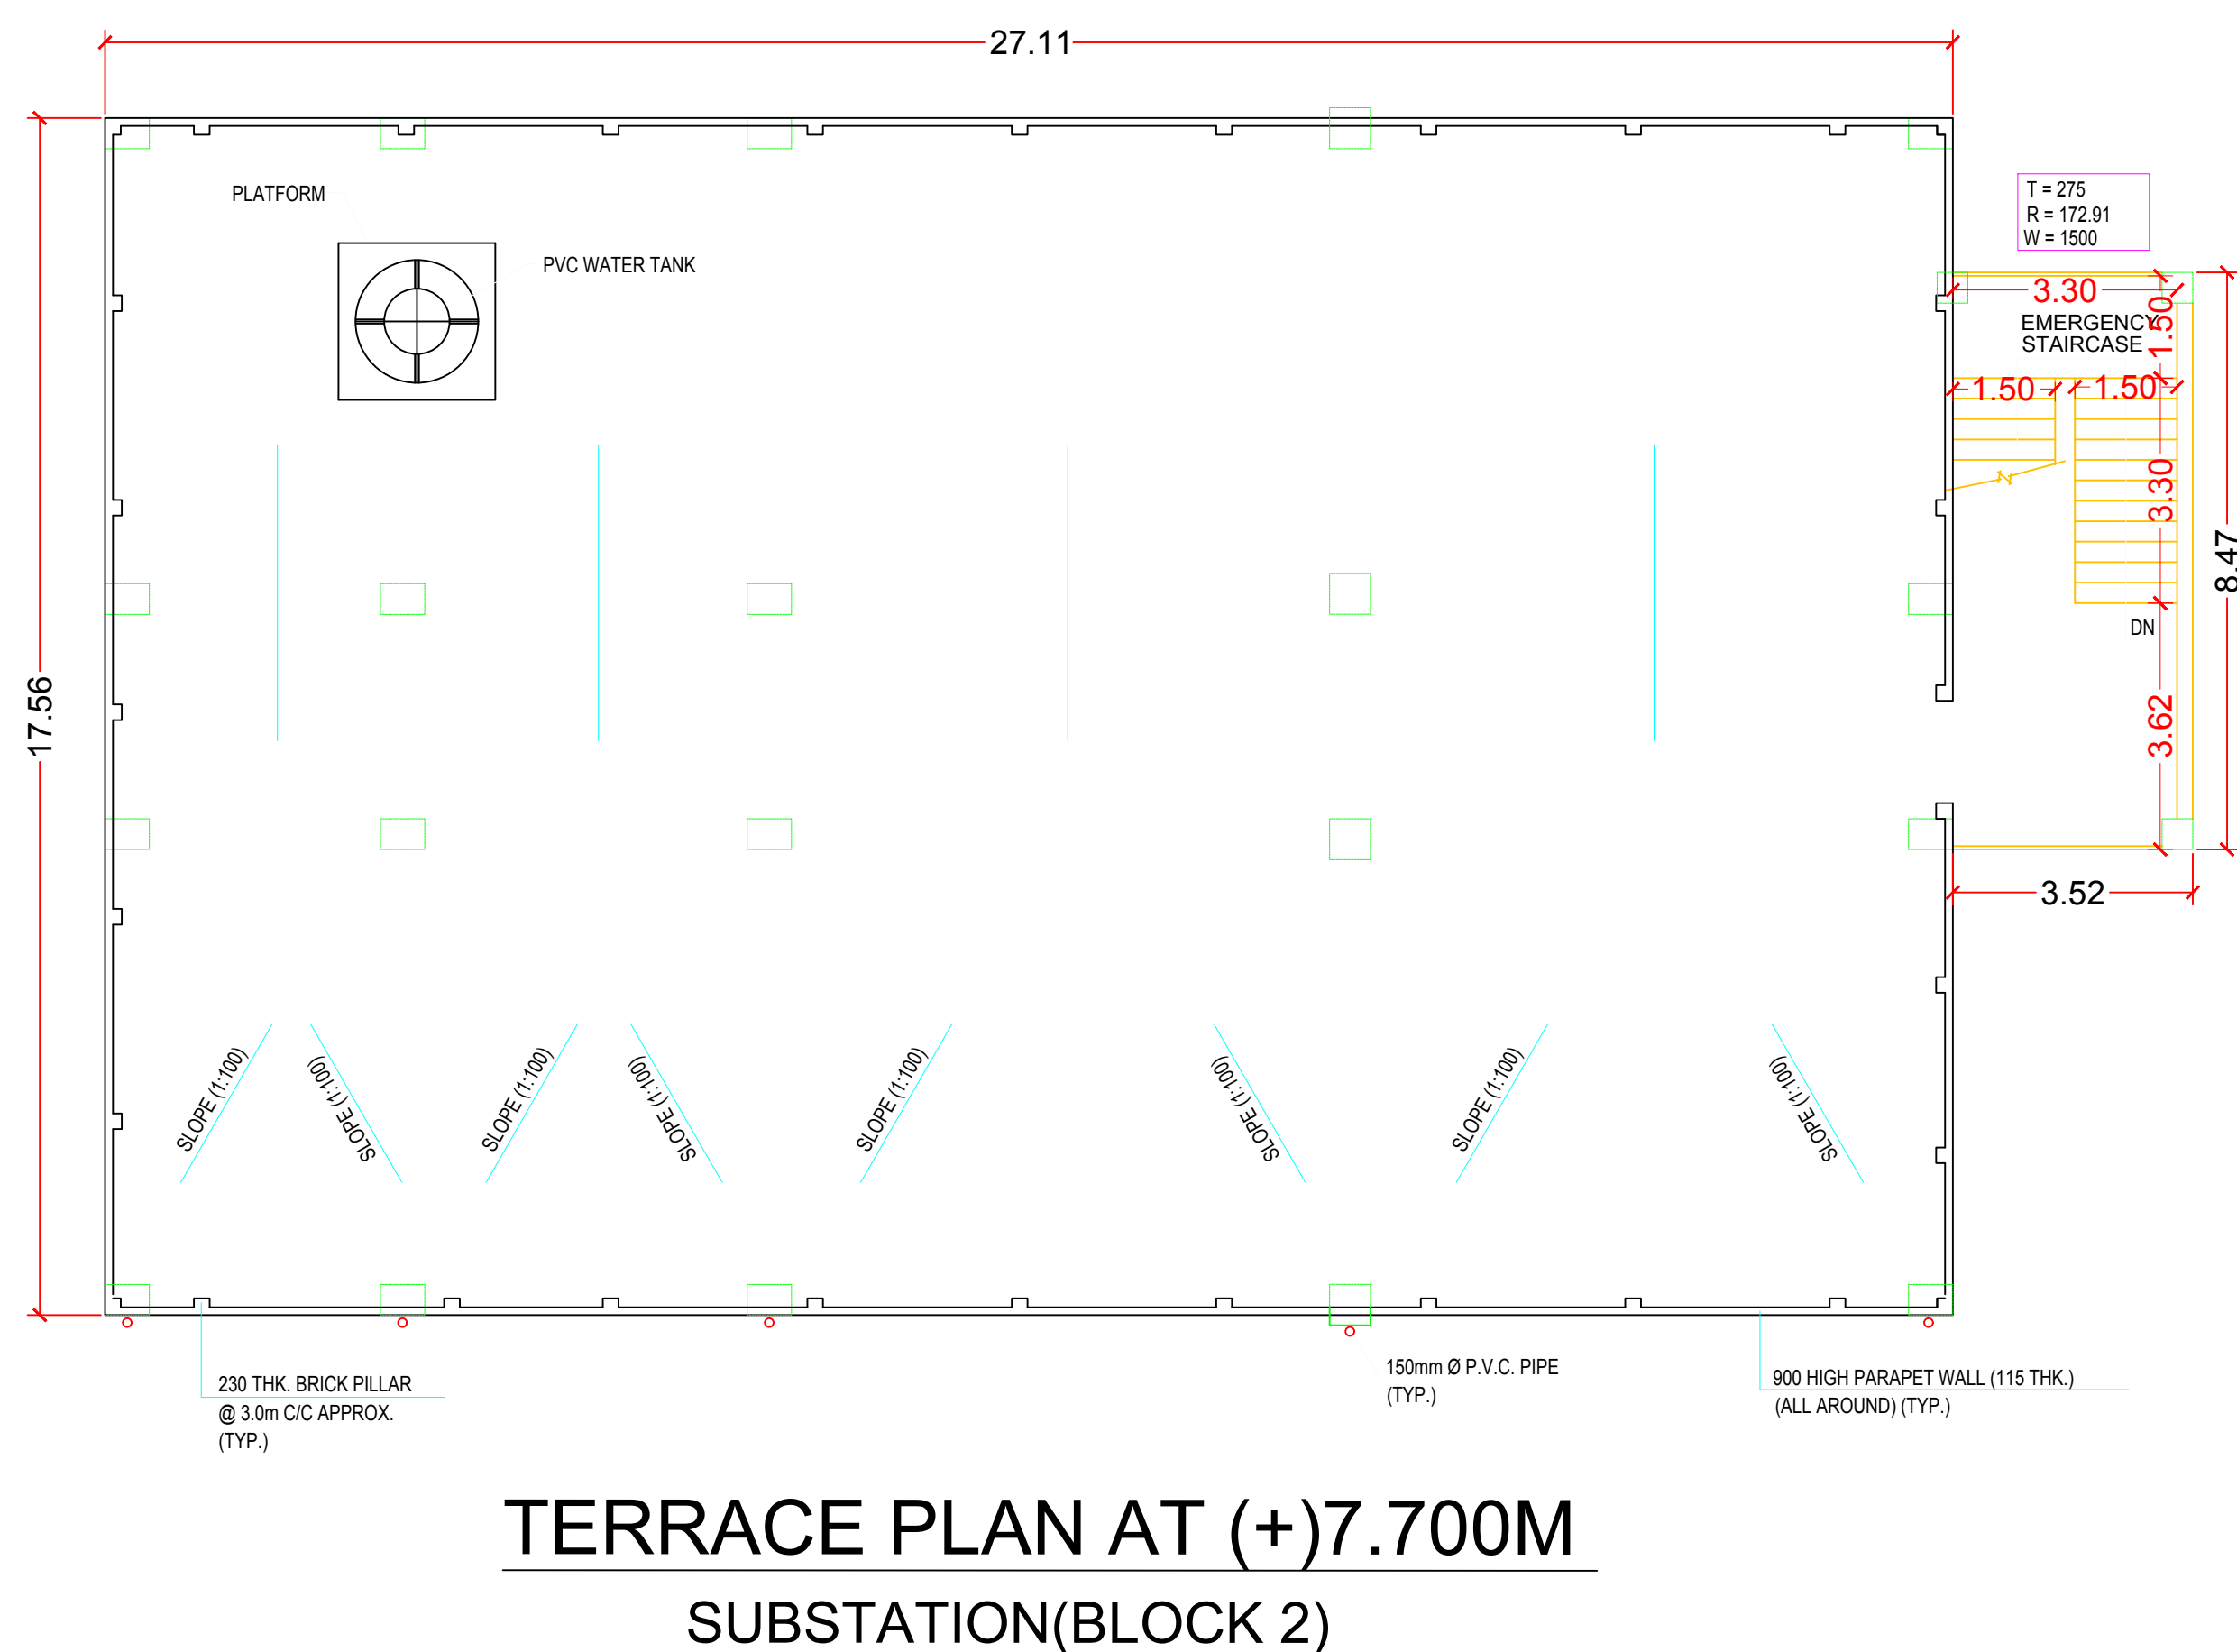 27.11
PLATFORM
PVC WATER TANK
T = 275
R = 172.91
W = 1500
3.30
1.50
EMERGENCY
STAIRCASE
1.50
1.50
3.30
8.47
DN
17.56
3.62
3.52
SLOPE (1:100)
SLOPE (1:100)
SLOPE (1:100)
SLOPE (1:100)
SLOPE (1:100)
SLOPE (1:100)
SLOPE (1:100)
SLOPE (1:100)
230 THK. BRICK PILLAR
@ 3.0m C/C APPROX.
(TYP.)
150mm Ø P.V.C. PIPE
(TYP.)
900 HIGH PARAPET WALL (115 THK.)
(ALL AROUND) (TYP.)
TERRACE PLAN AT (+)7.700M
SUBSTATION(BLOCK 2)